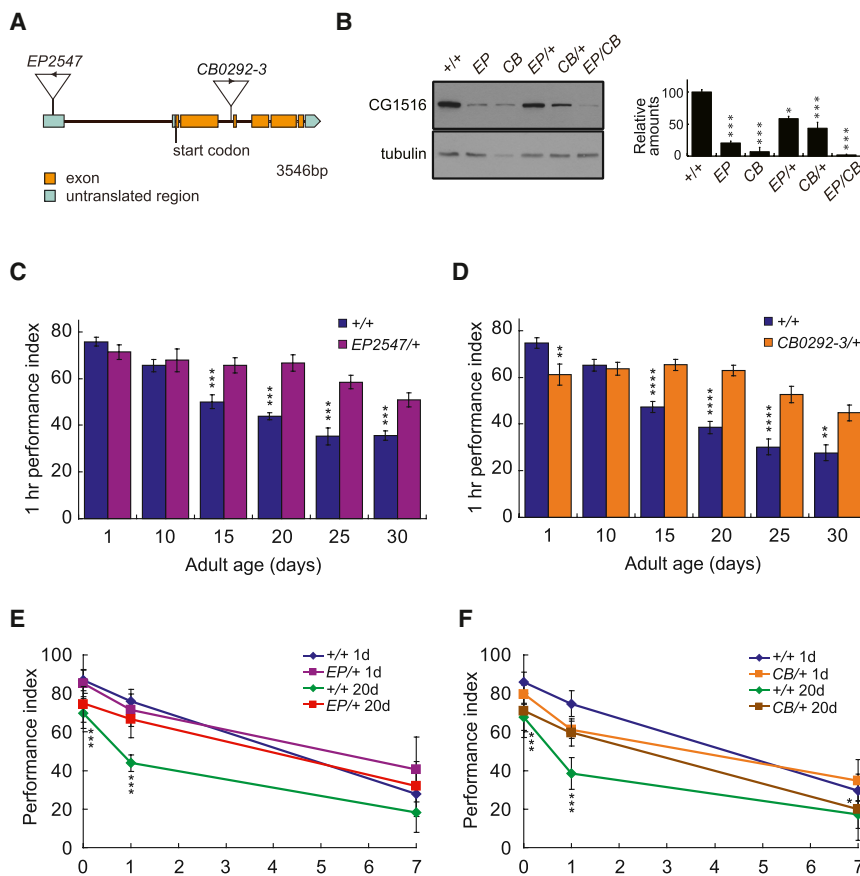 A
EP2547
CB0292-3
start codon
3546bp
exon
untranslated region
B
+/+ EP CB EP/+ CB/+ EP/CB
CG1516
tubulin
Relative
amounts
100
50
0
***
***
*
***
***
+/+ EP CB EP/+ CB/+ EP/CB
C
1 hr performance index
80
60
40
20
0
+/+
EP2547/+
***
***
***
***
1 10 15 20 25 30
Adult age (days)
D
1 hr performance index
80
60
40
20
0
+/+
CB0292-3/+
**
****
****
****
**
1 10 15 20 25 30
Adult age (days)
E
Performance index
100
80
60
40
20
0
+/+ 1d
EP/+ 1d
+/+ 20d
EP/+ 20d
***
***
0 1 2 3 4 5 6 7
F
Performance index
100
80
60
40
20
0
+/+ 1d
CB/+ 1d
+/+ 20d
CB/+ 20d
***
***
*
0 1 2 3 4 5 6 7